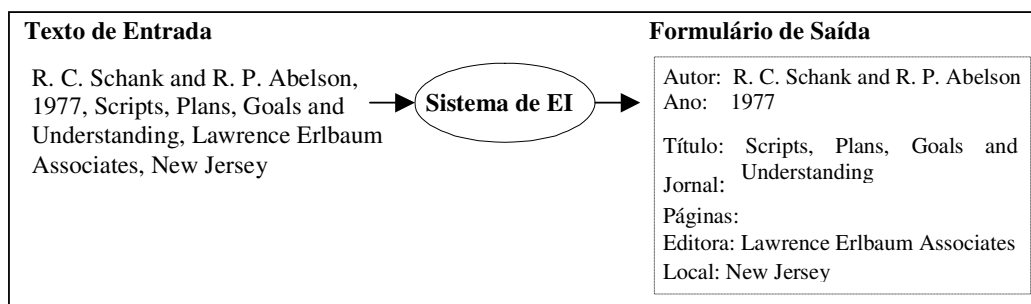 Texto de Entrada
R. C. Schank and R. P. Abelson,
1977, Scripts, Plans, Goals and
Understanding, Lawrence Erlbaum
Associates, New Jersey
Sistema de EI
Formulário de Saída
Autor: R. C. Schank and R. P. Abelson
Ano: 1977
Título: Scripts, Plans, Goals and
Understanding
Jornal:
Páginas:
Editora: Lawrence Erlbaum Associates
Local: New Jersey